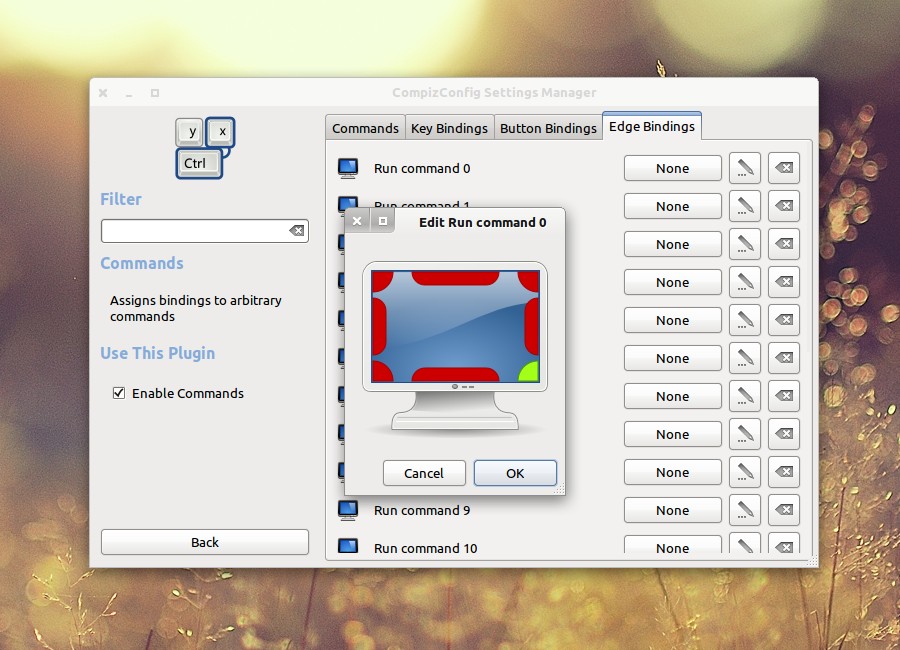 CompizConfig Settings Manager
y
x
Ctrl
Filter
Commands
Assigns bindings to arbitrary
commands
Use This Plugin
Enable Commands
Back
Commands
Key Bindings
Button Bindings
Edge Bindings
Run command 0
None
Run command 1
None
Edit Run command 0
None
None
None
None
None
None
None
Cancel
OK
Run command 9
None
Run command 10
None